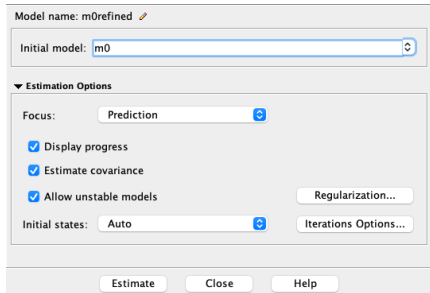 Model name: m0refined
Initial model: m0
Estimation Options
Focus: Prediction
Display progress
Estimate covariance
Allow unstable models Regularization...
Initial states: Auto Iterations Options...
Estimate Close Help